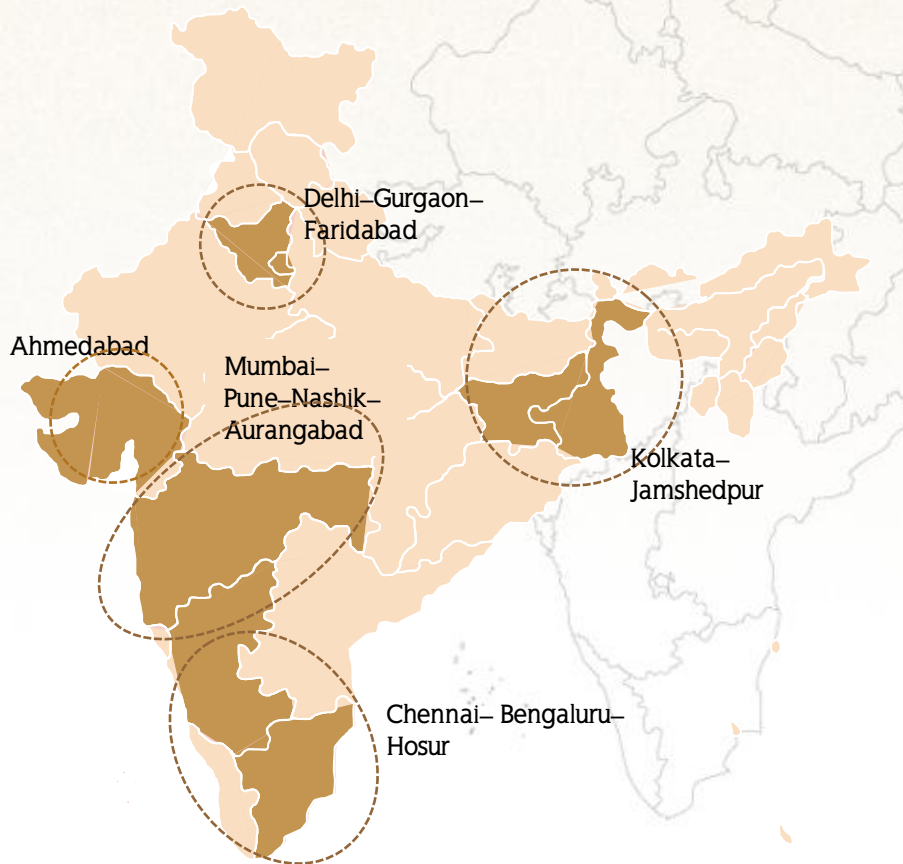 Delhi–Gurgaon–
Faridabad
Ahmedabad
Mumbai–
Pune–Nashik–
Aurangabad
Kolkata–
Jamshedpur
Chennai– Bengaluru–
Hosur